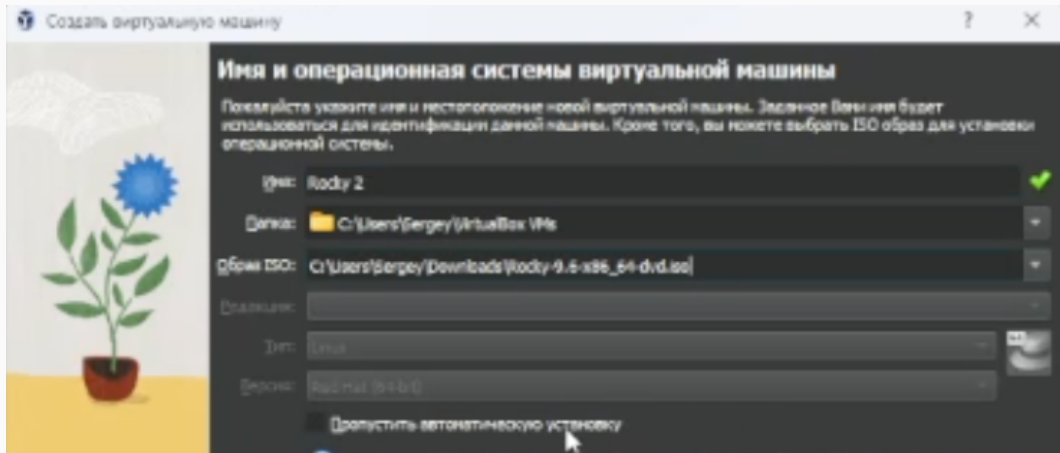 Создать виртуальную машину
?
Имя и операционная системы виртуальной машины
Пожалуйста укажите имя и местоположение новой виртуальной машины. Заданное Вами имя будет
использоваться для идентификации данной машины. Кроме того, вы можете выбрать ISO образ для установки
операционной системы.
Имя: Rocky 2
Папка: C:\Users\Sergey\VirtualBox VMs
Образ ISO: C:\Users\Sergey\Downloads\Rocky-9.6-x86_64-dvd.iso
Редакция:
Тип: Linux
Версия: Red Hat (64-bit)
Пропустить автоматическую установку